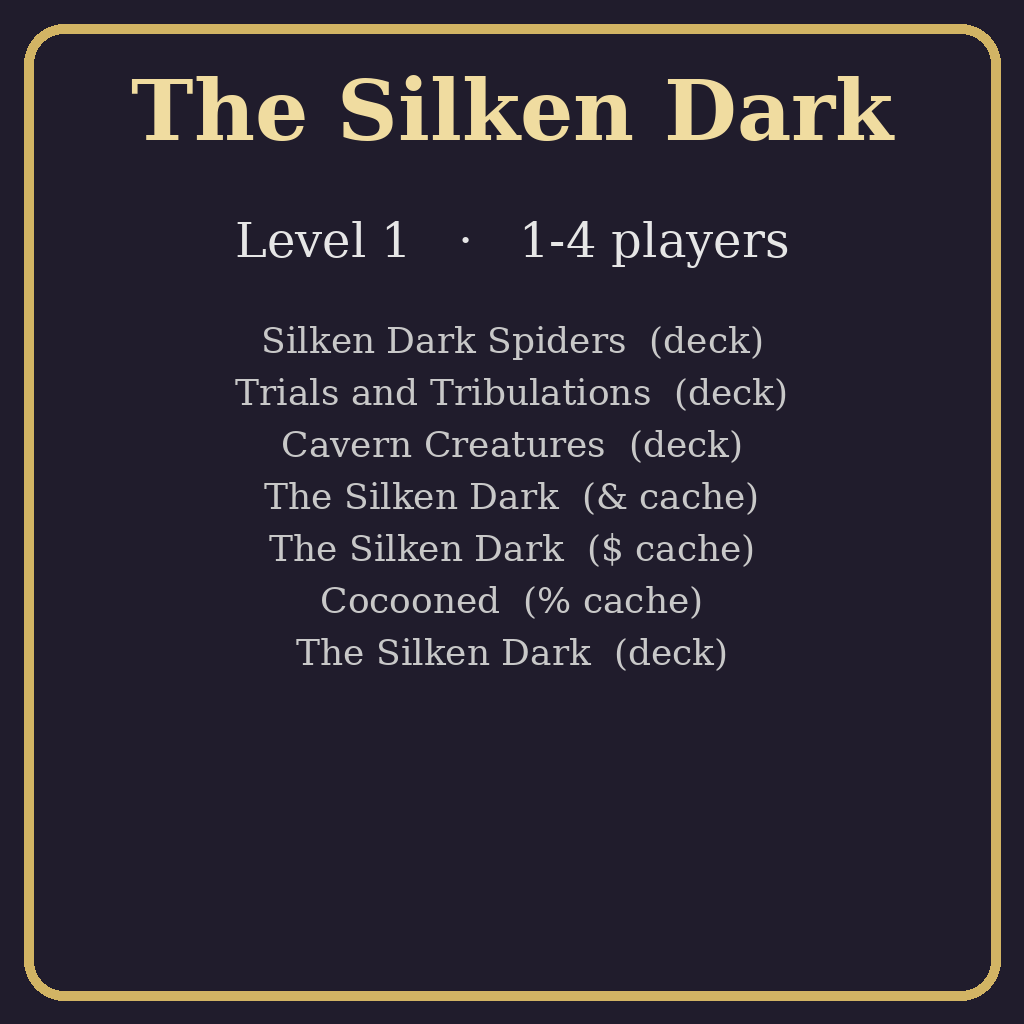 The Silken Dark
Level 1 · 1-4 players
Silken Dark Spiders (deck)
Trials and Tribulations (deck)
Cavern Creatures (deck)
The Silken Dark (& cache)
The Silken Dark ($ cache)
Cocooned (% cache)
The Silken Dark (deck)